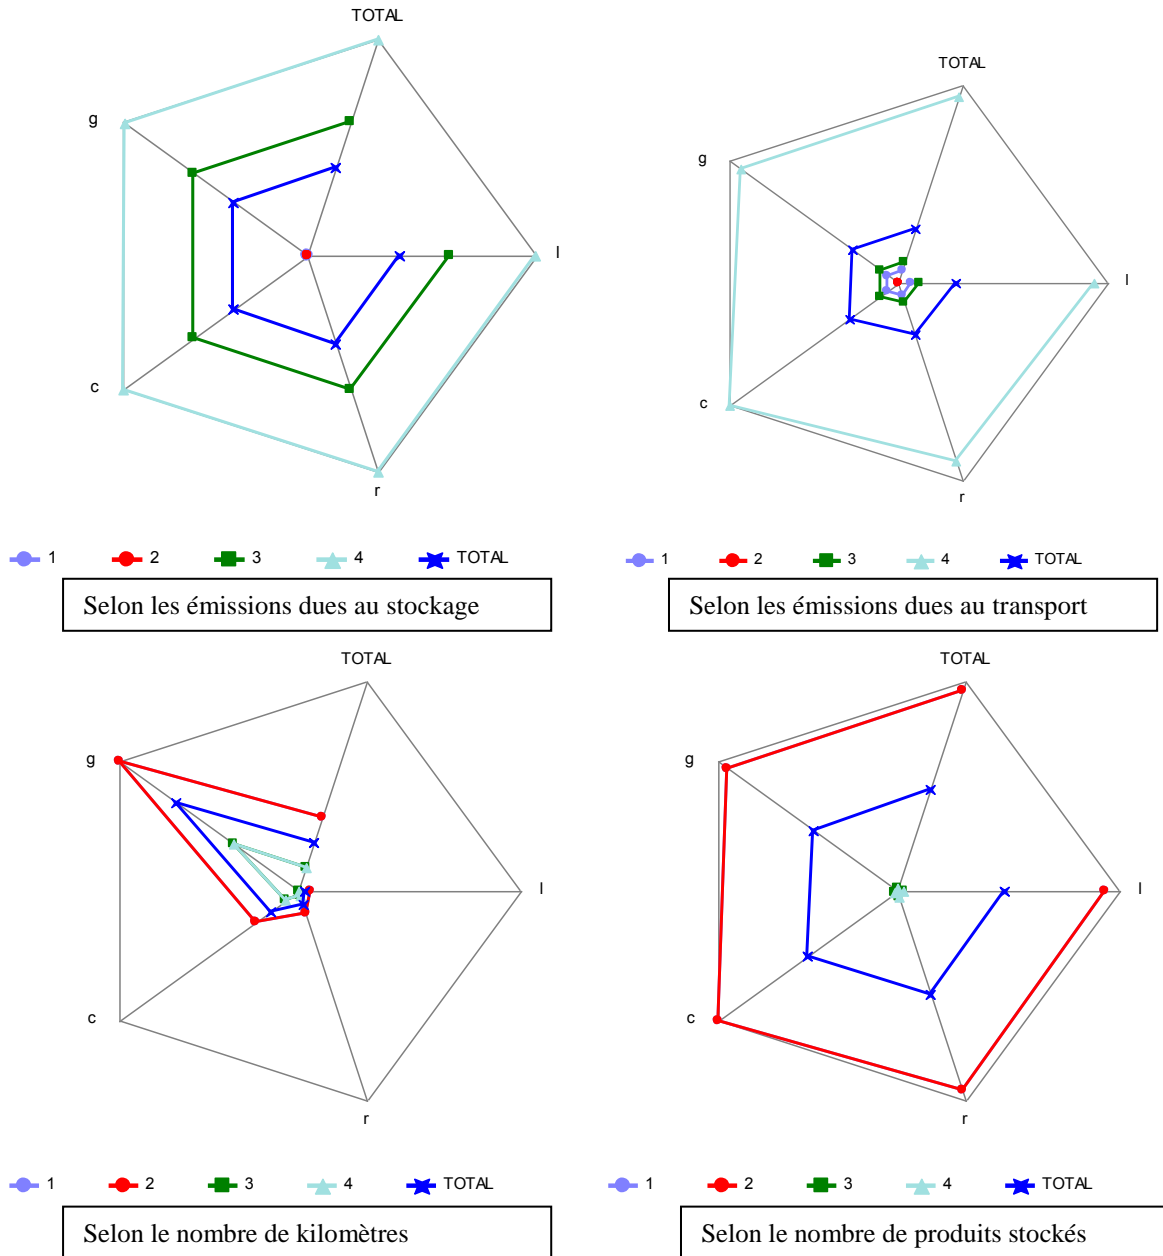 TOTAL
g
l
c
r
1 2 3 4 TOTAL
Selon les émissions dues au stockage
TOTAL
g
l
c
r
1 2 3 4 TOTAL
Selon les émissions dues au transport
TOTAL
g
l
c
r
1 2 3 4 TOTAL
Selon le nombre de kilomètres
TOTAL
g
l
c
r
1 2 3 4 TOTAL
Selon le nombre de produits stockés